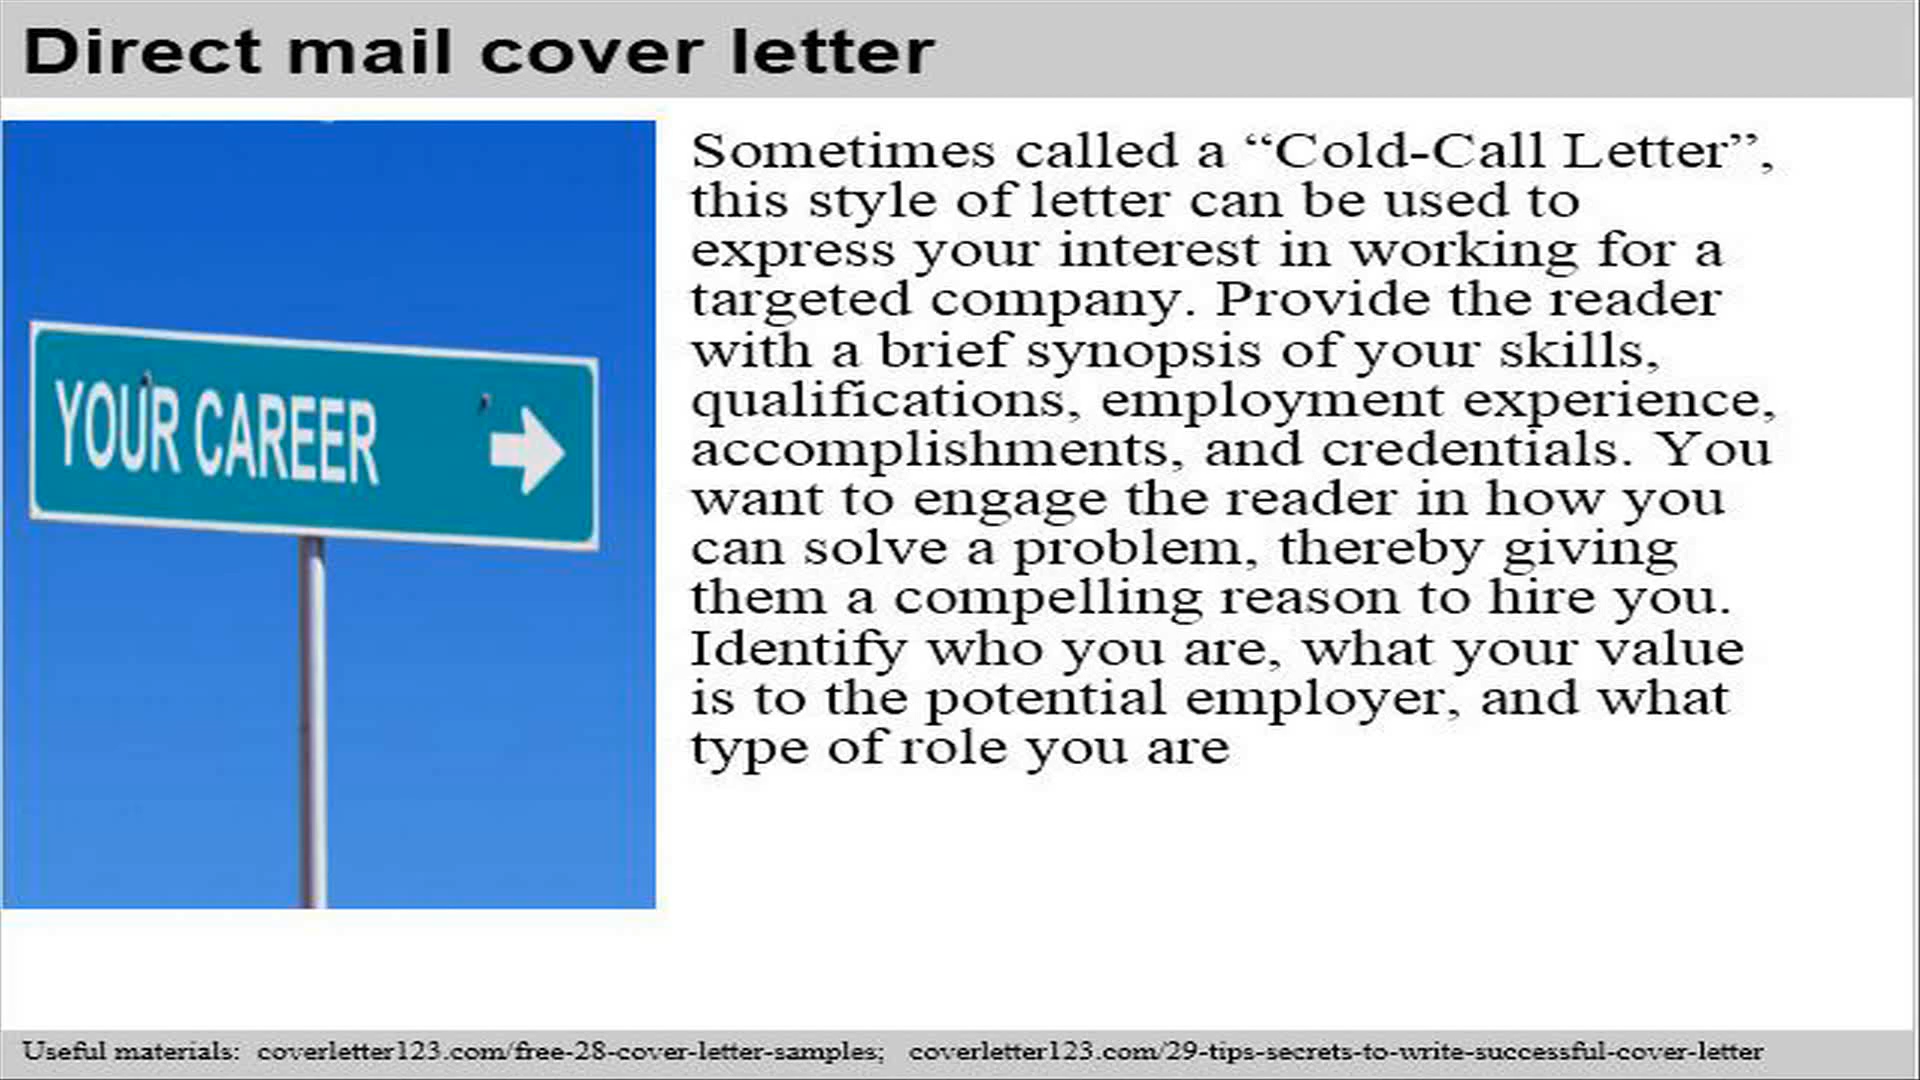 Direct mail cover letter
YOUR CAREER
Sometimes called a “Cold-Call Letter”,
this style of letter can be used to
express your interest in working for a
targeted company. Provide the reader
with a brief synopsis of your skills,
qualifications, employment experience,
accomplishments, and credentials. You
want to engage the reader in how you
can solve a problem, thereby giving
them a compelling reason to hire you.
Identify who you are, what your value
is to the potential employer, and what
type of role you are
Useful materials: coverletter123.com/free-28-cover-letter-samples; coverletter123.com/29-tips-secrets-to-write-successful-cover-letter